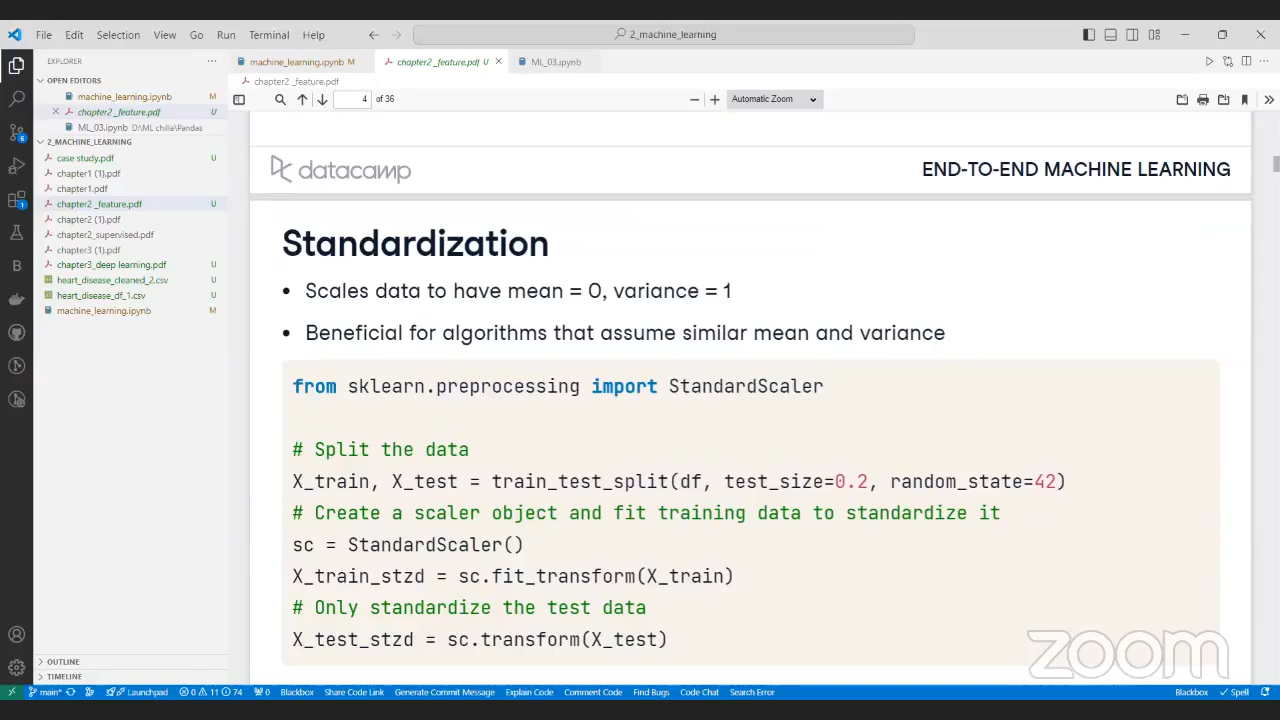 File Edit Selection View Go Run Terminal Help
2_machine_learning
EXPLORER
machine_learning.ipynb M
chapter2 _feature.pdf U
ML_03.ipynb
OPEN EDITORS
chapter2 _feature.pdf
machine_learning.ipynb M
chapter2 _feature.pdf U
ML_03.ipynb D:\ML chilla\Pandas
2_MACHINE_LEARNING
case study.pdf U
chapter1 (1).pdf
chapter1.pdf
chapter2 _feature.pdf U
chapter2 (1).pdf
chapter2_supervised.pdf
chapter3 (1).pdf
chapter3_deep learning.pdf U
heart_disease_cleaned_2.csv U
heart_disease_df_1.csv U
machine_learning.ipynb M
OUTLINE
TIMELINE
4 of 36
Automatic Zoom
datacamp
END-TO-END MACHINE LEARNING
Standardization
• Scales data to have mean = 0, variance = 1
• Beneficial for algorithms that assume similar mean and variance
from sklearn.preprocessing import StandardScaler
# Split the data
X_train, X_test = train_test_split(df, test_size=0.2, random_state=42)
# Create a scaler object and fit training data to standardize it
sc = StandardScaler()
X_train_stzd = sc.fit_transform(X_train)
# Only standardize the test data
X_test_stzd = sc.transform(X_test)
zoom
main* Launchpad 0 11 74 0 Blackbox Share Code Link Generate Commit Message Explain Code Comment Code Find Bugs Code Chat Search Error Blackbox Spell